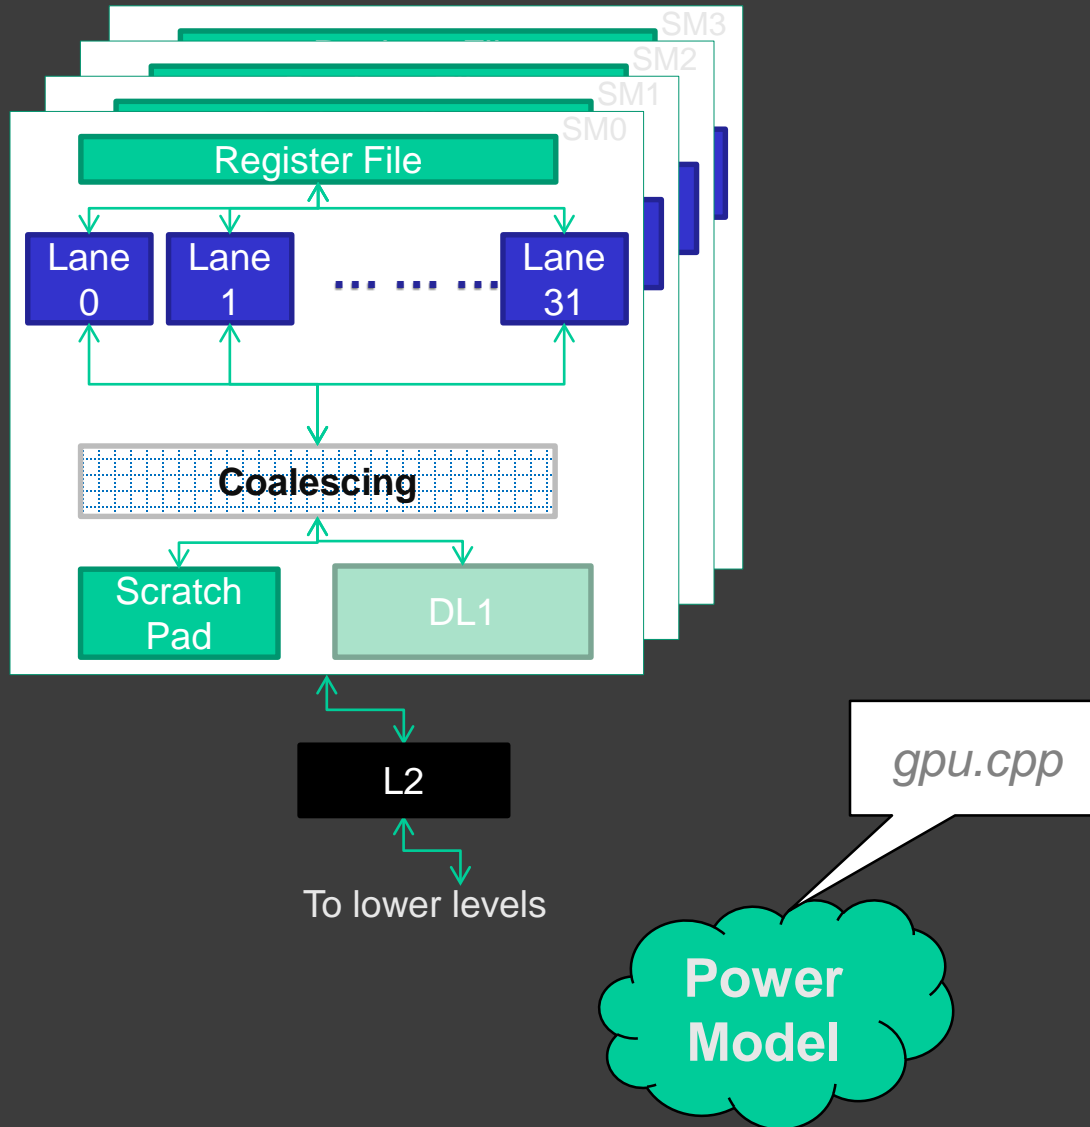 SM3
SM2
SM1
SM0
Register File
Lane
0
Lane
1
... ... ...
Lane
31
Coalescing
Scratch
Pad
DL1
L2
To lower levels
gpu.cpp
Power
Model